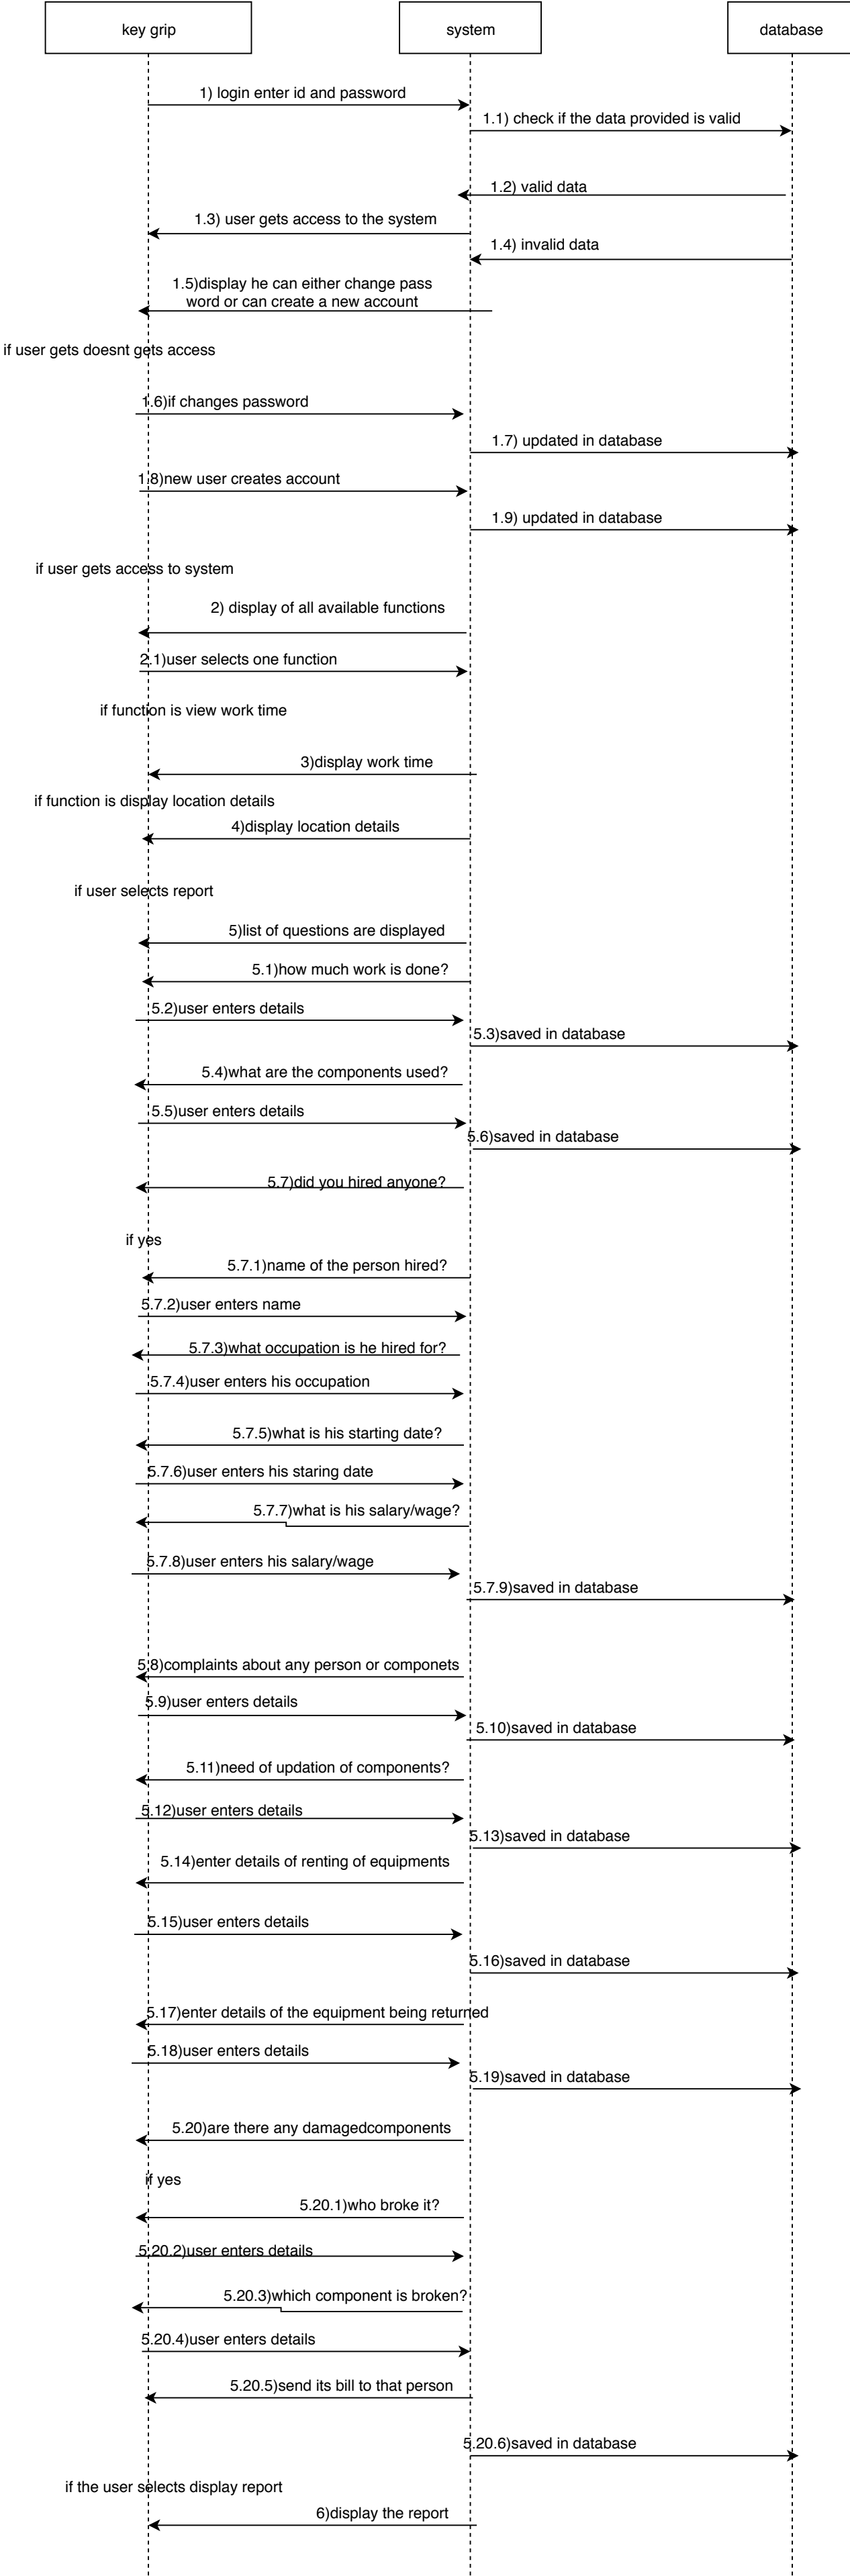 key grip
system
database
1) login enter id and password
1.1) check if the data provided is valid
1.2) valid data
1.3) user gets access to the system
1.4) invalid data
1.5)display he can either change pass
word or can create a new account
if user gets doesnt gets access
1.6)if changes password
1.7) updated in database
1.8)new user creates account
1.9) updated in database
if user gets access to system
2) display of all available functions
2.1)user selects one function
if function is view work time
3)display work time
if function is display location details
4)display location details
if user selects report
5)list of questions are displayed
5.1)how much work is done?
5.2)user enters details
5.3)saved in database
5.4)what are the components used?
5.5)user enters details
5.6)saved in database
5.7)did you hired anyone?
if yes
5.7.1)name of the person hired?
5.7.2)user enters name
5.7.3)what occupation is he hired for?
5.7.4)user enters his occupation
5.7.5)what is his starting date?
5.7.6)user enters his staring date
5.7.7)what is his salary/wage?
5.7.8)user enters his salary/wage
5.7.9)saved in database
5.8)complaints about any person or componets
5.9)user enters details
5.10)saved in database
5.11)need of updation of components?
5.12)user enters details
5.13)saved in database
5.14)enter details of renting of equipments
5.15)user enters details
5.16)saved in database
5.17)enter details of the equipment being returned
5.18)user enters details
5.19)saved in database
5.20)are there any damagedcomponents
if yes
5.20.1)who broke it?
5.20.2)user enters details
5.20.3)which component is broken?
5.20.4)user enters details
5.20.5)send its bill to that person
5.20.6)saved in database
if the user selects display report
6)display the report